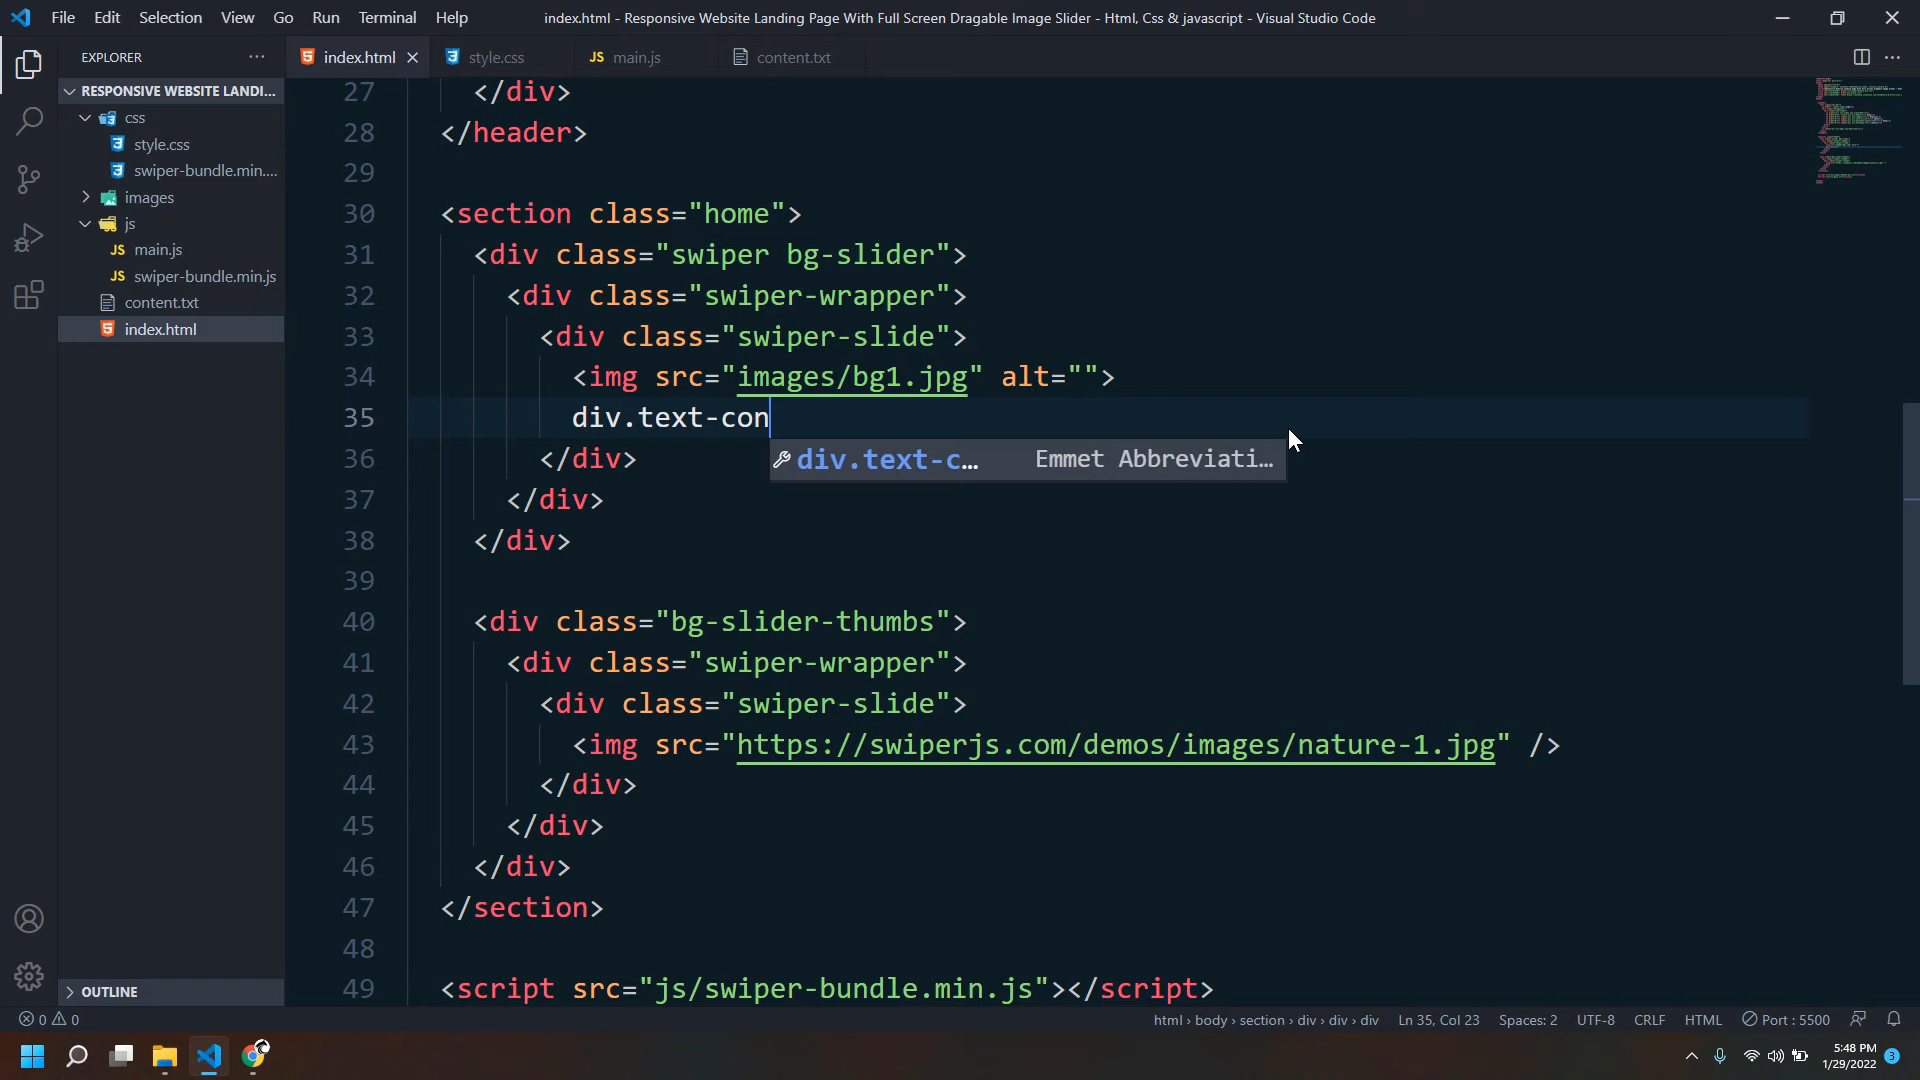 File Edit Selection View Go Run Terminal Help
index.html - Responsive Website Landing Page With Full Screen Dragable Image Slider - Html, Css & javascript - Visual Studio Code
EXPLORER
RESPONSIVE WEBSITE LANDI...
css
style.css
swiper-bundle.min....
images
js
JS main.js
JS swiper-bundle.min.js
content.txt
index.html
OUTLINE
index.html style.css JS main.js content.txt
27 </div>
28 </header>
29
30 <section class="home">
31 <div class="swiper bg-slider">
32 <div class="swiper-wrapper">
33 <div class="swiper-slide">
34 <img src="images/bg1.jpg" alt="">
35 div.text-con
div.text-c... Emmet Abbreviati...
36 </div>
37 </div>
38 </div>
39
40 <div class="bg-slider-thumbs">
41 <div class="swiper-wrapper">
42 <div class="swiper-slide">
43 <img src="https://swiperjs.com/demos/images/nature-1.jpg" />
44 </div>
45 </div>
46 </div>
47 </section>
48
49 <script src="js/swiper-bundle.min.js"></script>
0 0 html › body › section › div › div › div Ln 35, Col 23 Spaces: 2 UTF-8 CRLF HTML Port : 5500
5:48 PM
1/29/2022 3